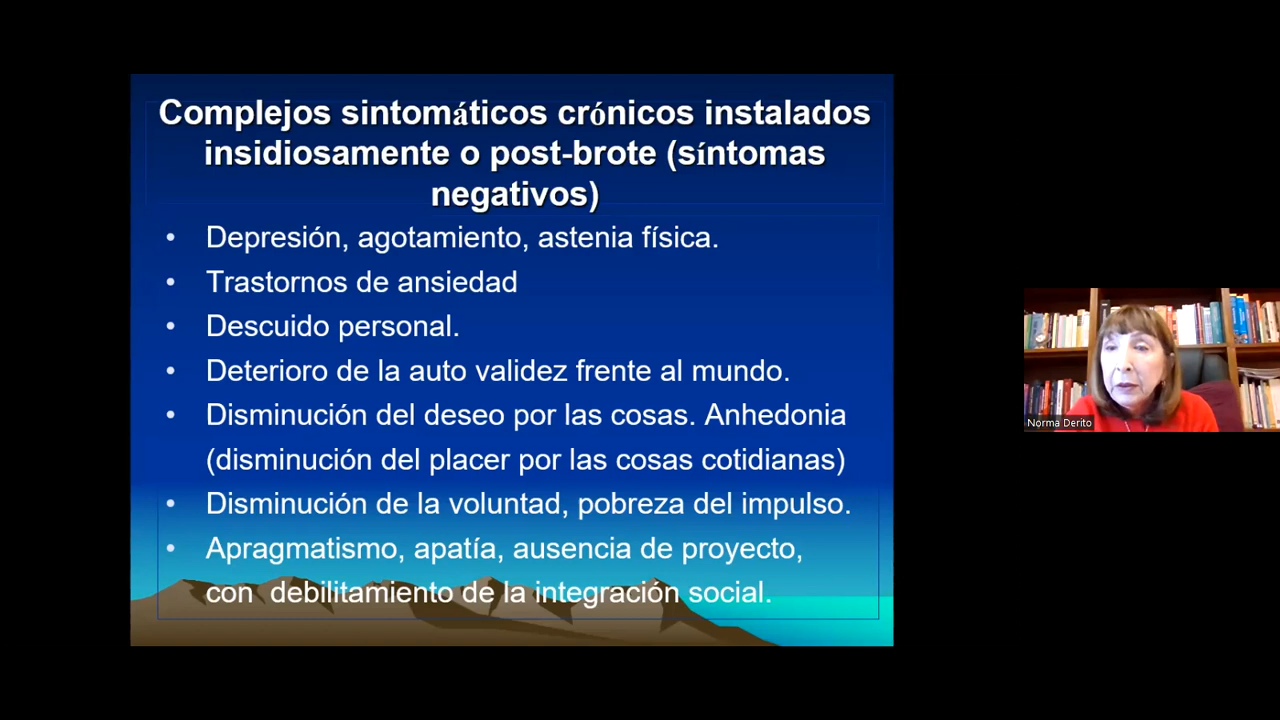 Complejos sintomáticos crónicos instalados
insidiosamente o post-brote (síntomas
negativos)
• Depresión, agotamiento, astenia física.
• Trastornos de ansiedad
• Descuido personal.
• Deterioro de la auto validez frente al mundo.
• Disminución del deseo por las cosas. Anhedonia
(disminución del placer por las cosas cotidianas)
• Disminución de la voluntad, pobreza del impulso.
• Apragmatismo, apatía, ausencia de proyecto,
con debilitamiento de la integración social.
Norma Derito